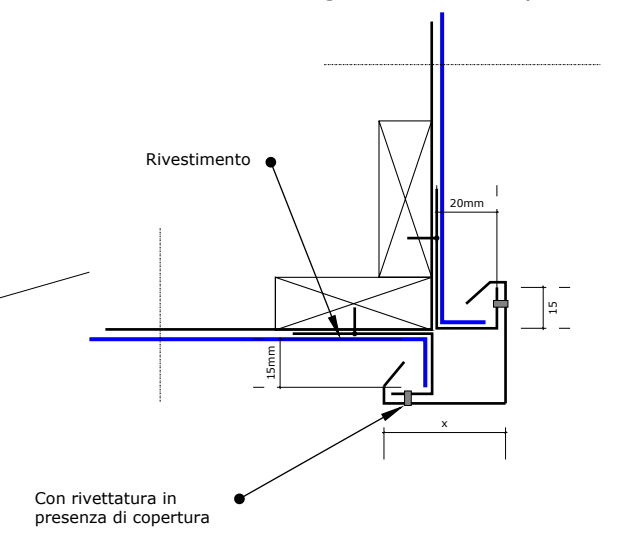 Rivestimento
20mm
15
15mm
x
Con rivettatura in
presenza di copertura